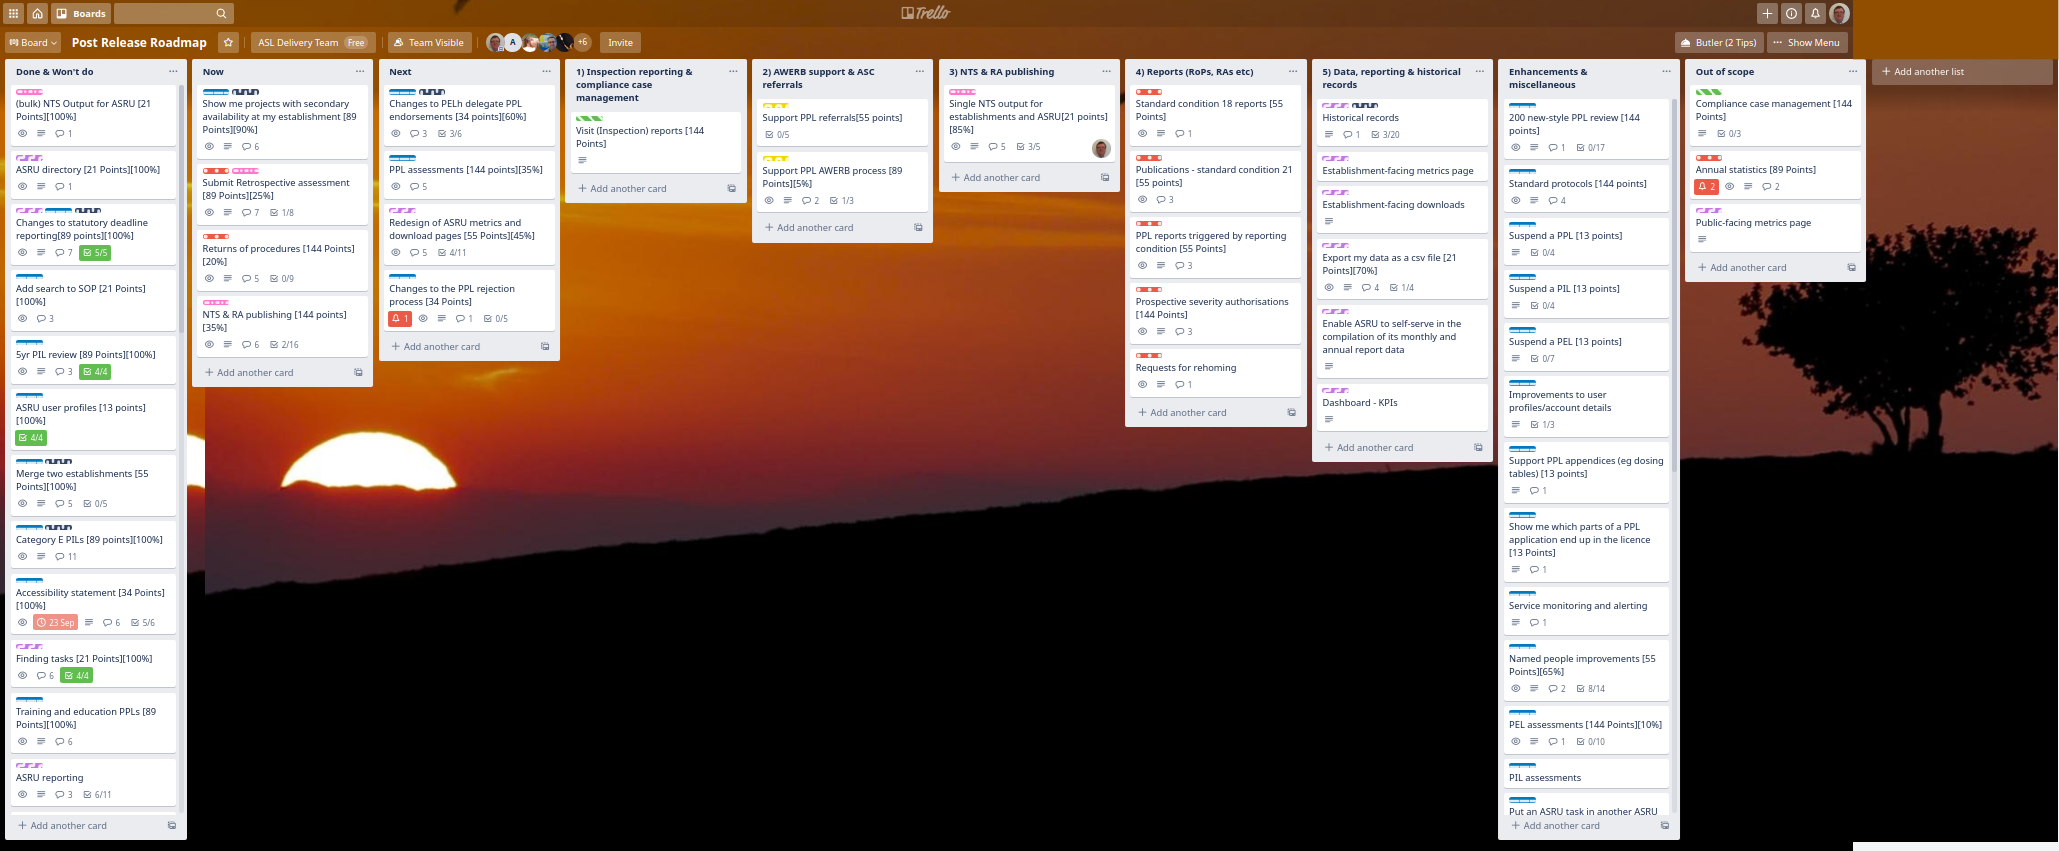 Boards
Trello
Board
Post Release Roadmap
ASL Delivery Team Free
Team Visible
A
+6
Invite
Butler (2 Tips)
Show Menu
Done & Won't do
(bulk) NTS Output for ASRU [21
Points][100%]
1
ASRU directory [21 Points][100%]
1
Changes to statutory deadline
reporting[89 points][100%]
7 5/5
Add search to SOP [21 Points]
[100%]
3
5yr PIL review [89 Points][100%]
3 4/4
ASRU user profiles [13 points]
[100%]
4/4
Merge two establishments [55
Points][100%]
5 0/5
Category E PILs [89 points][100%]
11
Accessibility statement [34 Points]
[100%]
23 Sep 6 5/6
Finding tasks [21 Points][100%]
6 4/4
Training and education PPLs [89
Points][100%]
6
ASRU reporting
3 6/11
Add another card
Now
Show me projects with secondary
availability at my establishment [89
Points][90%]
6
Submit Retrospective assessment
[89 Points][25%]
7 1/8
Returns of procedures [144 Points]
[20%]
5 0/9
NTS & RA publishing [144 points]
[35%]
6 2/16
Add another card
Next
Changes to PELh delegate PPL
endorsements [34 points][60%]
3 3/6
PPL assessments [144 points][35%]
5
Redesign of ASRU metrics and
download pages [55 Points][45%]
5 4/11
Changes to the PPL rejection
process [34 Points]
1 1 0/5
Add another card
1) Inspection reporting &
compliance case
management
Visit (Inspection) reports [144
Points]
Add another card
2) AWERB support & ASC
referrals
Support PPL referrals[55 points]
0/5
Support PPL AWERB process [89
Points][5%]
2 1/3
Add another card
3) NTS & RA publishing
Single NTS output for
establishments and ASRU[21 points]
[85%]
5 3/5
Add another card
4) Reports (RoPs, RAs etc)
Standard condition 18 reports [55
Points]
1
Publications - standard condition 21
[55 points]
3
PPL reports triggered by reporting
condition [55 Points]
3
Prospective severity authorisations
[144 Points]
3
Requests for rehoming
1
Add another card
5) Data, reporting & historical
records
Historical records
1 3/20
Establishment-facing metrics page
Establishment-facing downloads
Export my data as a csv file [21
Points][70%]
4 1/4
Enable ASRU to self-serve in the
compilation of its monthly and
annual report data
Dashboard - KPIs
Add another card
Enhancements &
miscellaneous
200 new-style PPL review [144
points]
1 0/17
Standard protocols [144 points]
4
Suspend a PPL [13 points]
0/4
Suspend a PIL [13 points]
0/4
Suspend a PEL [13 points]
0/7
Improvements to user
profiles/account details
1/3
Support PPL appendices (eg dosing
tables) [13 points]
1
Show me which parts of a PPL
application end up in the licence
[13 Points]
1
Service monitoring and alerting
1
Named people improvements [55
Points][65%]
2 8/14
PEL assessments [144 Points][10%]
1 0/10
PIL assessments
Put an ASRU task in another ASRU
Add another card
Out of scope
Compliance case management [144
Points]
0/3
Annual statistics [89 Points]
2 2
Public-facing metrics page
Add another card
Add another list